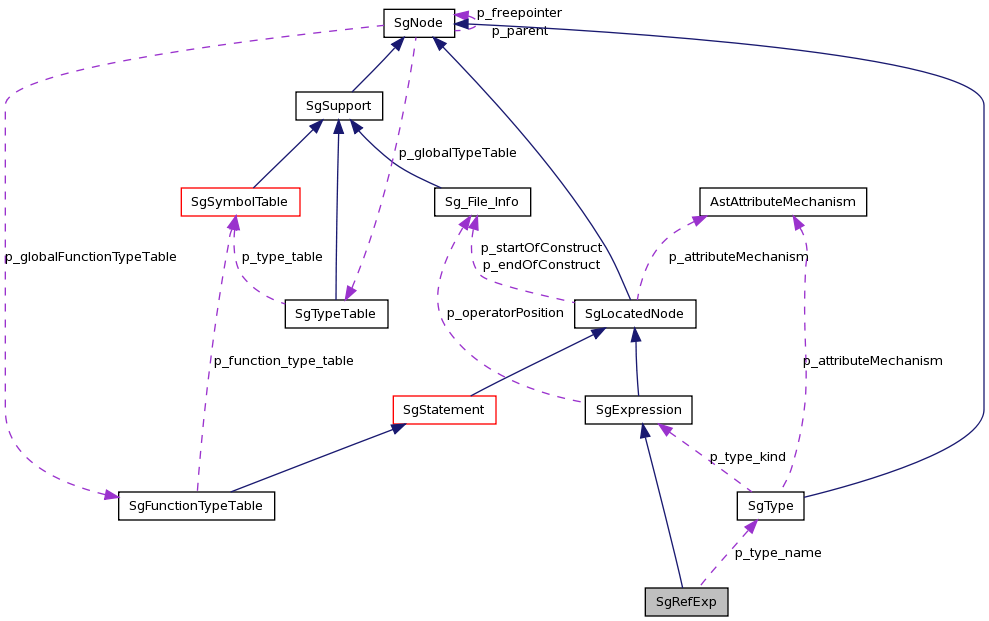 p_freepointer
SgNode
p_parent
SgSupport
p_globalTypeTable
SgSymbolTable
Sg_File_Info
AstAttributeMechanism
p_startOfConstruct
p_globalFunctionTypeTable
p_type_table
p_attributeMechanism
p_endOfConstruct
SgTypeTable
p_operatorPosition
SgLocatedNode
p_function_type_table
p_attributeMechanism
SgStatement
SgExpression
p_type_kind
SgFunctionTypeTable
SgType
p_type_name
SgRefExp